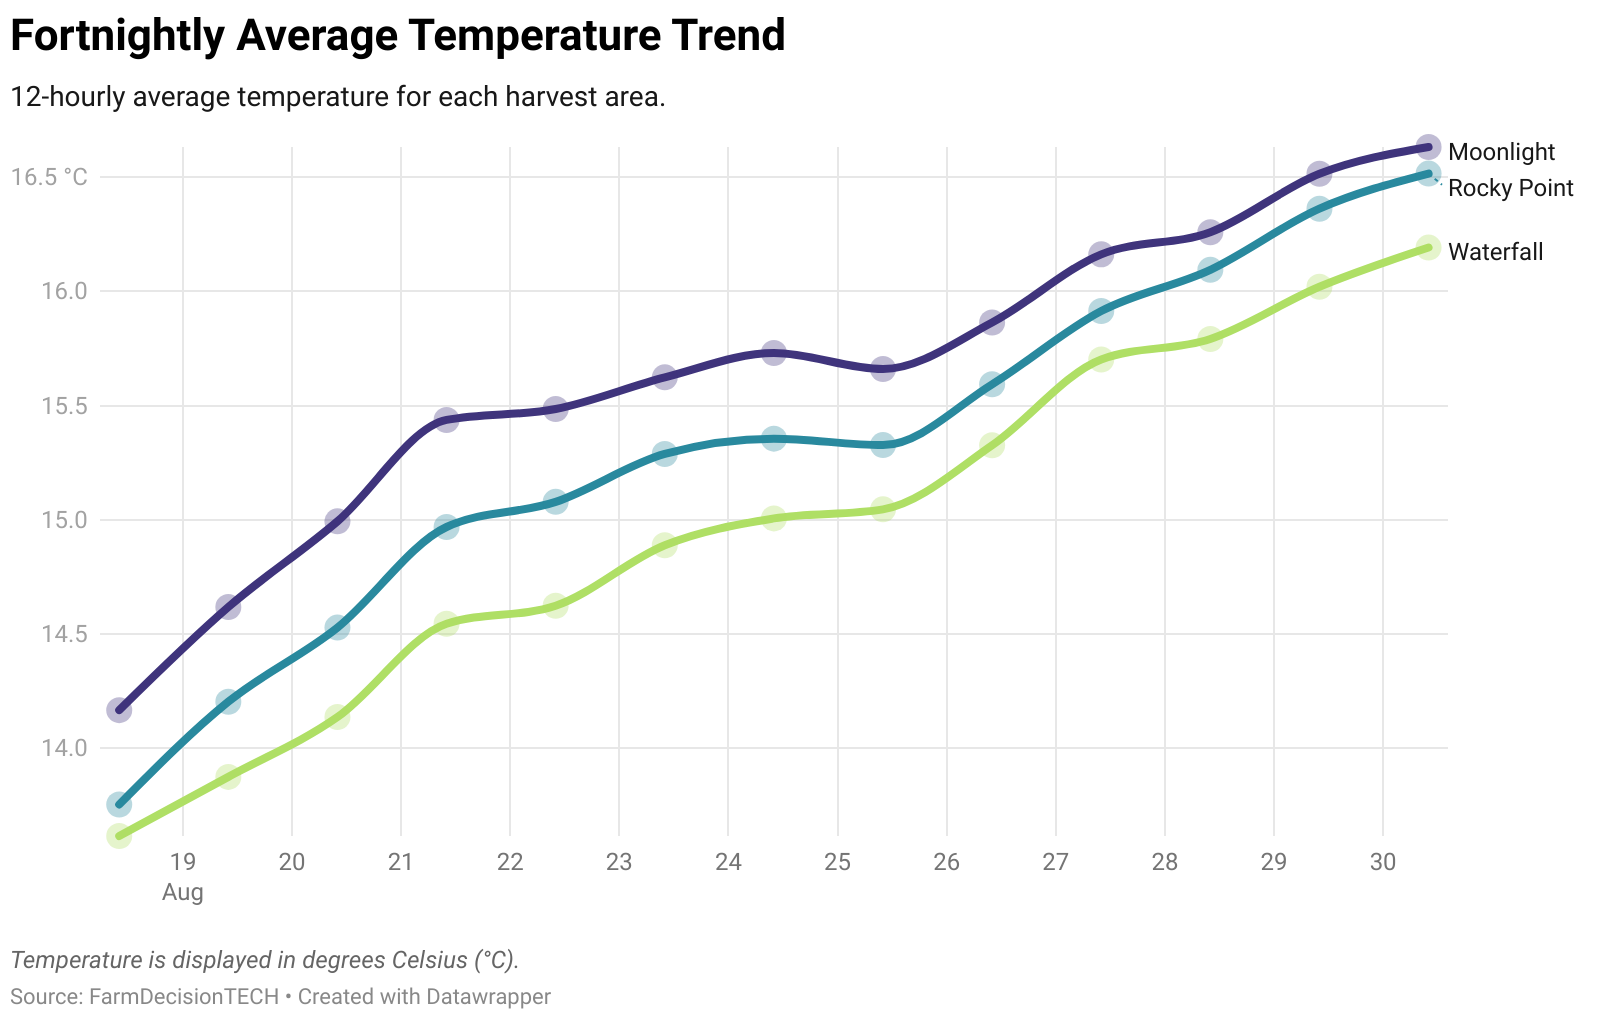 Fortnightly Average Temperature Trend
12-hourly average temperature for each harvest area.
Moonlight
16.5 °C
Rocky Point
Waterfall
16.0
15.5
15.0
14.5
14.0
19 20 21 22 23 24 25 26 27 28 29 30
Aug
Temperature is displayed in degrees Celsius (°C).
Source: FarmDecisionTECH • Created with Datawrapper